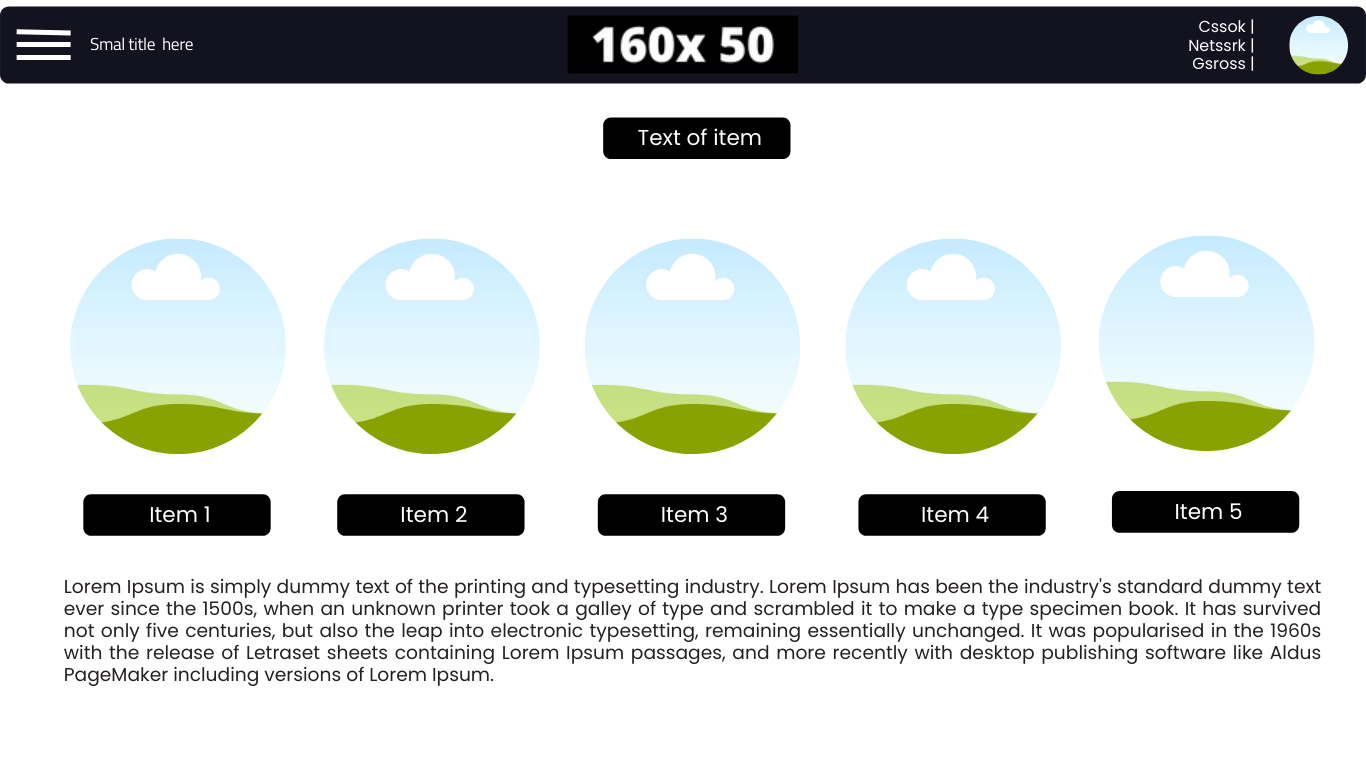 Smal title here
160x 50
Cssok |
Netssrk |
Gsross |
Text of item
Item 1
Item 2
Item 3
Item 4
Item 5
Lorem Ipsum is simply dummy text of the printing and typesetting industry. Lorem Ipsum has been the industry's standard dummy text
ever since the 1500s, when an unknown printer took a galley of type and scrambled it to make a type specimen book. It has survived
not only five centuries, but also the leap into electronic typesetting, remaining essentially unchanged. It was popularised in the 1960s
with the release of Letraset sheets containing Lorem Ipsum passages, and more recently with desktop publishing software like Aldus
PageMaker including versions of Lorem Ipsum.